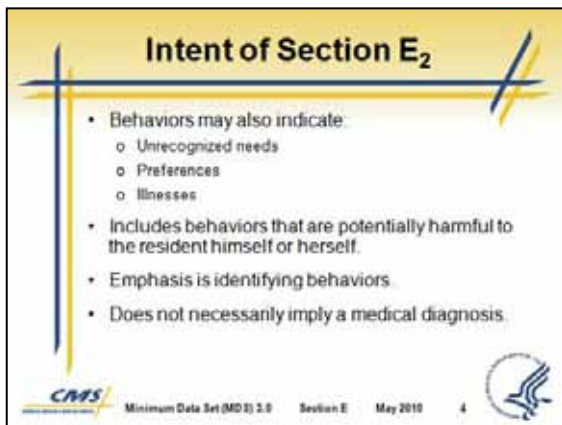 Intent of Section E2
• Behaviors may also indicate:
o Unrecognized needs
o Preferences
o Illnesses
• Includes behaviors that are potentially harmful to
the resident himself or herself.
• Emphasis is identifying behaviors.
• Does not necessarily imply a medical diagnosis.
CMS
Minimum Data Set (MDS) 3.0 Section E May 2010 4